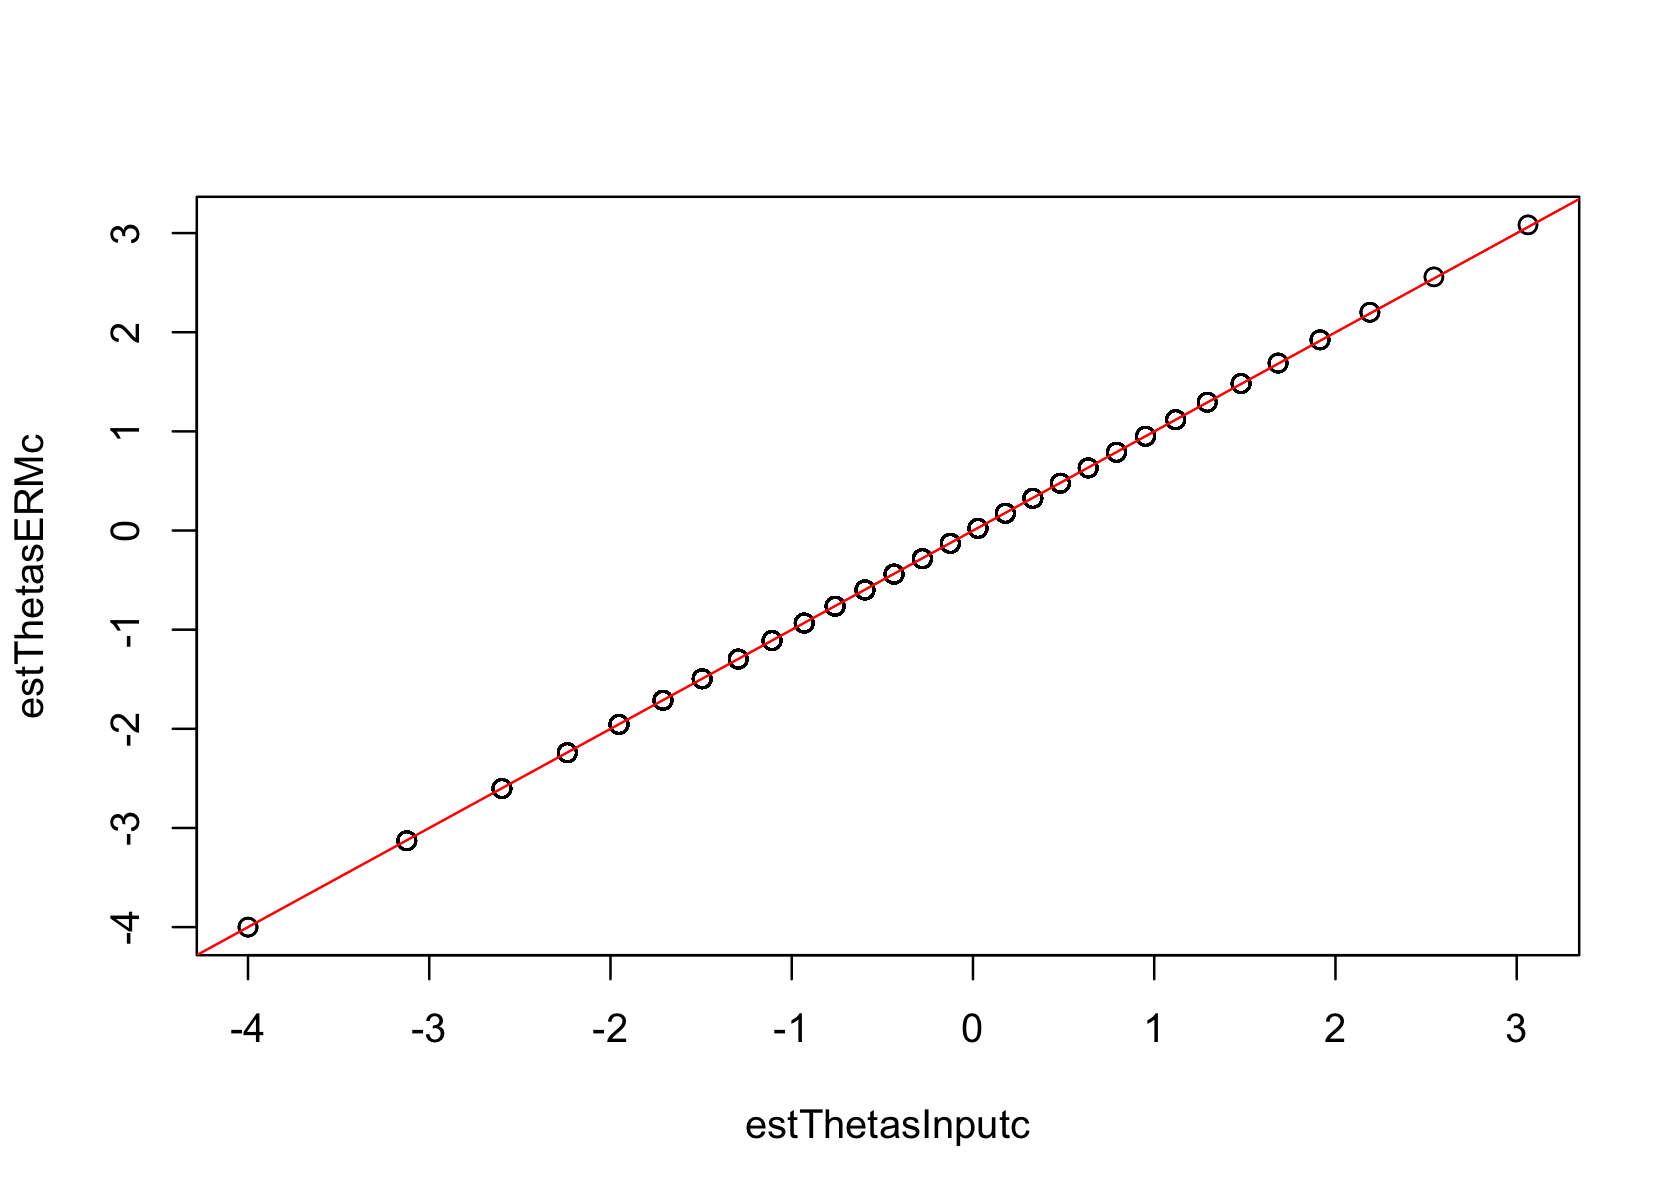 3
2
1
0
-1
-2
-3
-4
estThetasERMc
-4 -3 -2 -1 0 1 2 3
estThetasInputc